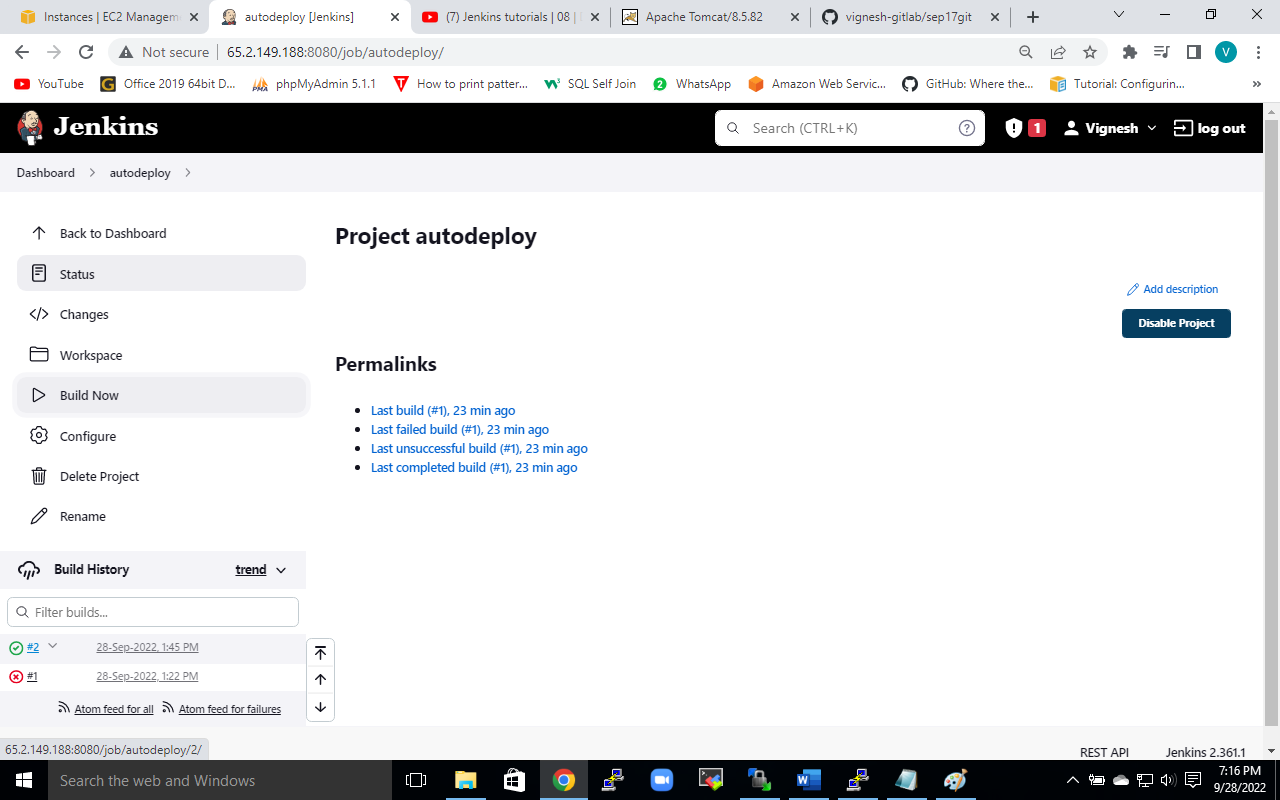 Instances | EC2 Managem
autodeploy [Jenkins]
(7) Jenkins tutorials | 08 |
Apache Tomcat/8.5.82
vignesh-gitlab/sep17git
Not secure
65.2.149.188:8080/job/autodeploy/
V
YouTube
Office 2019 64bit D...
phpMyAdmin 5.1.1
How to print patter...
SQL Self Join
WhatsApp
Amazon Web Servic...
GitHub: Where the...
Tutorial: Configurin...
»
Jenkins
Search (CTRL+K)
1
Vignesh
log out
Dashboard
autodeploy
Back to Dashboard
Status
Changes
Workspace
Build Now
Configure
Delete Project
Rename
Project autodeploy
Add description
Disable Project
Permalinks
Last build (#1), 23 min ago
Last failed build (#1), 23 min ago
Last unsuccessful build (#1), 23 min ago
Last completed build (#1), 23 min ago
Build History
trend
Filter builds...
#2
28-Sep-2022, 1:45 PM
#1
28-Sep-2022, 1:22 PM
Atom feed for all
Atom feed for failures
65.2.149.188:8080/job/autodeploy/2/
REST API
Jenkins 2.361.1
Search the web and Windows
7:16 PM
9/28/2022